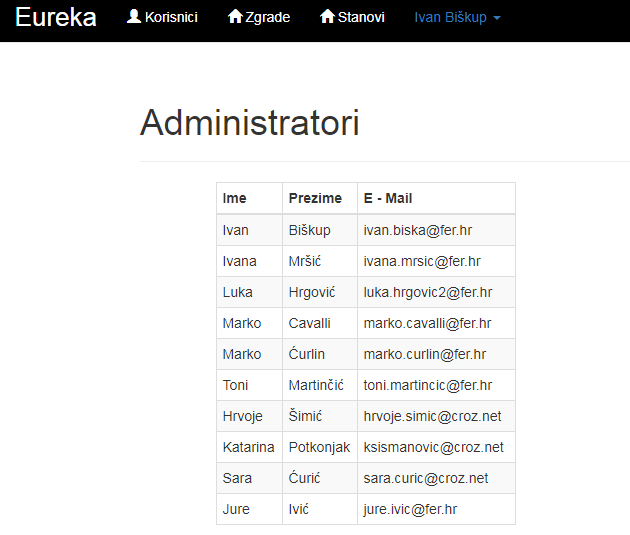 Eureka Korisnici Zgrade Stanovi Ivan Biškup
Administratori
Ime Prezime E - Mail
Ivan Biškup ivan.biska@fer.hr
Ivana Mršić ivana.mrsic@fer.hr
Luka Hrgović luka.hrgovic2@fer.hr
Marko Cavalli marko.cavalli@fer.hr
Marko Ćurlin marko.curlin@fer.hr
Toni Martinčić toni.martincic@fer.hr
Hrvoje Šimić hrvoje.simic@croz.net
Katarina Potkonjak ksismanovic@croz.net
Sara Ćurić sara.curic@croz.net
Jure Ivić jure.ivic@fer.hr